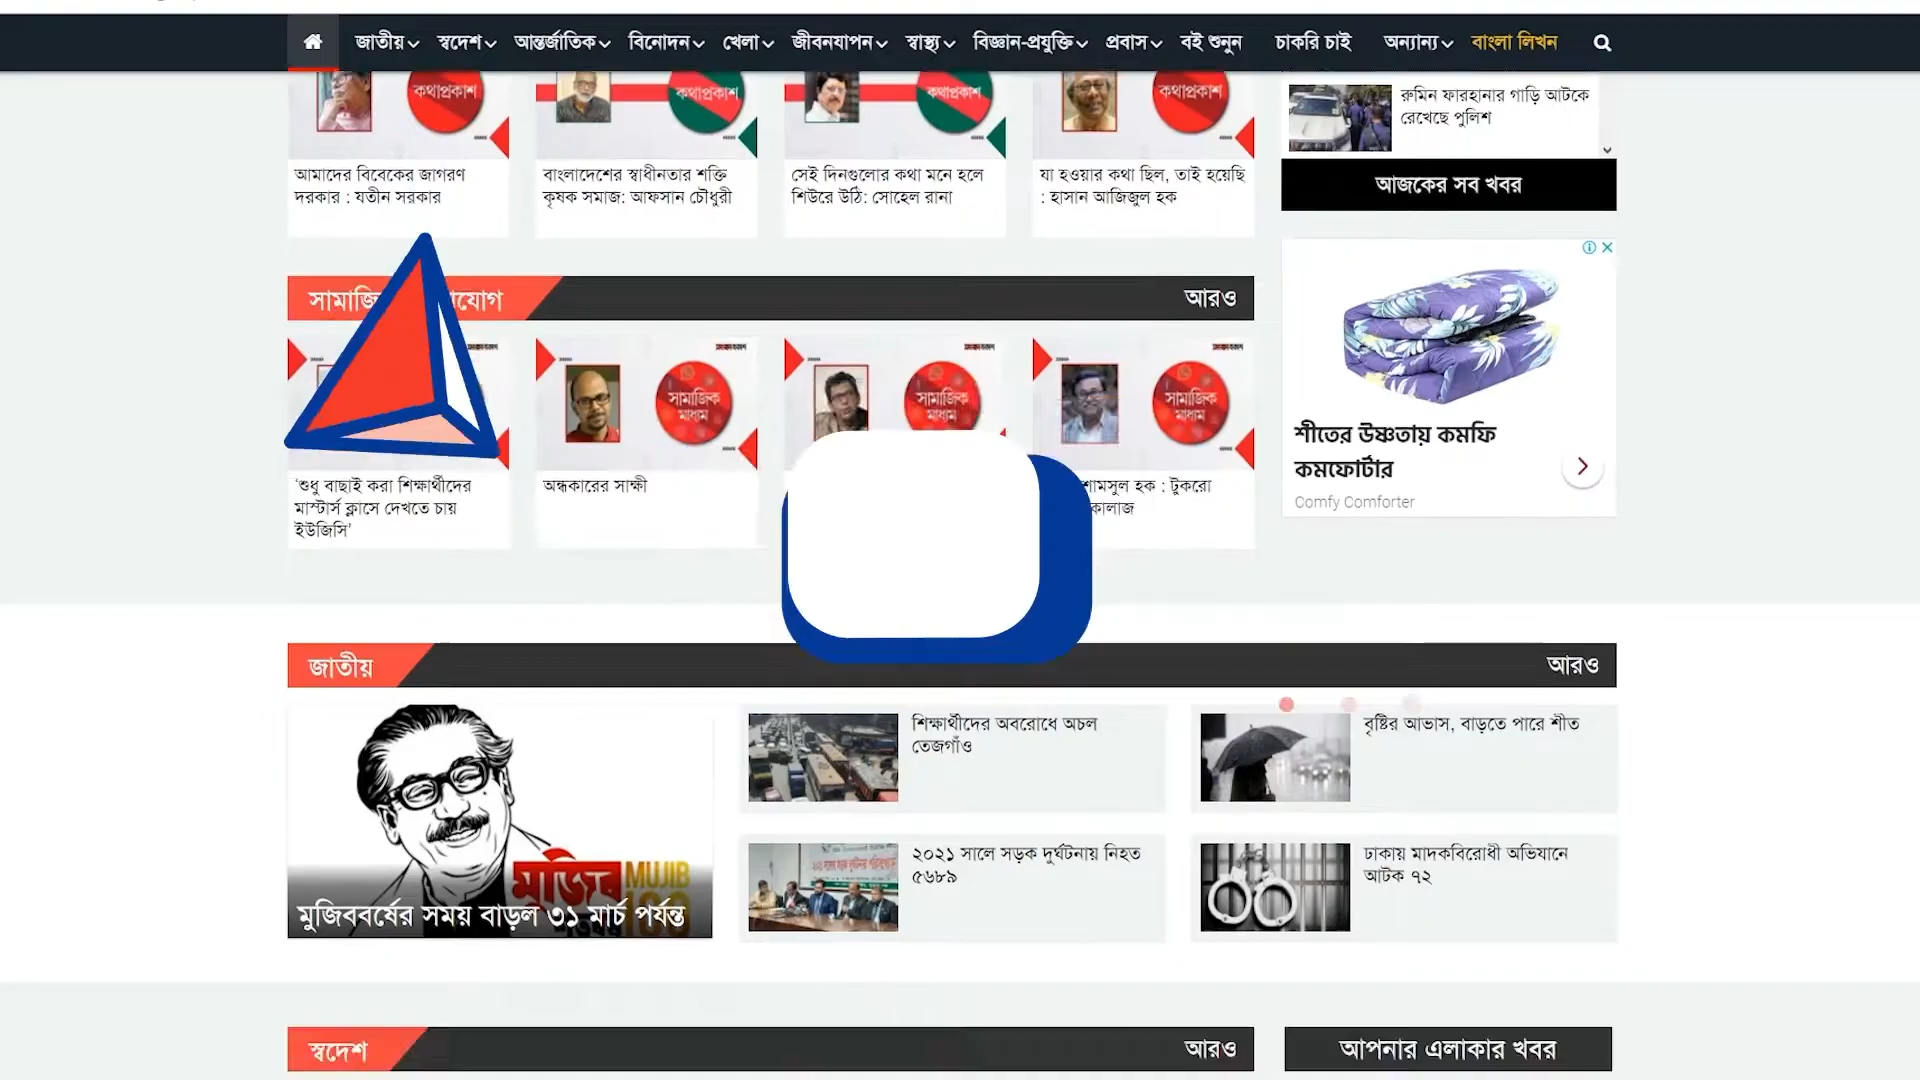 জাতীয় স্বদেশ আন্তর্জাতিক বিনোদন খেলা জীবনযাপন স্বাস্থ্য বিজ্ঞান-প্রযুক্তি প্রবাস বই শুনুন চাকরি চাই অন্যান্য বাংলা লিখন
কথাপ্রকাশ কথাপ্রকাশ কথাপ্রকাশ কথাপ্রকাশ
আমাদের বিবেকের জাগরণ
দরকার : যতীন সরকার
বাংলাদেশের স্বাধীনতার শক্তি
কৃষক সমাজ: আফসান চৌধুরী
সেই দিনগুলোর কথা মনে হলে
শিউরে উঠি: সোহেল রানা
যা হওয়ার কথা ছিল, তাই হয়েছি
: হাসান আজিজুল হক
রুমিন ফারহানার গাড়ি আটকে
রেখেছে পুলিশ
আজকের সব খবর
আরও
সামাজিক
মাধ্যম
সামাজিক
মাধ্যম
সামাজিক
মাধ্যম
‘শুধু বাছাই করা শিক্ষার্থীদের
মাস্টার্স ক্লাসে দেখতে চায়
ইউজিসি’
অন্ধকারের সাক্ষী
শামসুল হক : টুকরো
কোলাজ
শীতের উষ্ণতায় কমফি
কমফোর্টার
Comfy Comforter
জাতীয় আরও
মুজিব MUJIB
100
মুজিববর্ষের সময় বাড়ল ৩১ মার্চ পর্যন্ত
শিক্ষার্থীদের অবরোধে অচল
তেজগাঁও
বৃষ্টির আভাস, বাড়তে পারে শীত
২০২১ সালে সড়ক দুর্ঘটনায় নিহত
৫৬৮৯
ঢাকায় মাদকবিরোধী অভিযানে
আটক ৭২
স্বদেশ আরও
আপনার এলাকার খবর